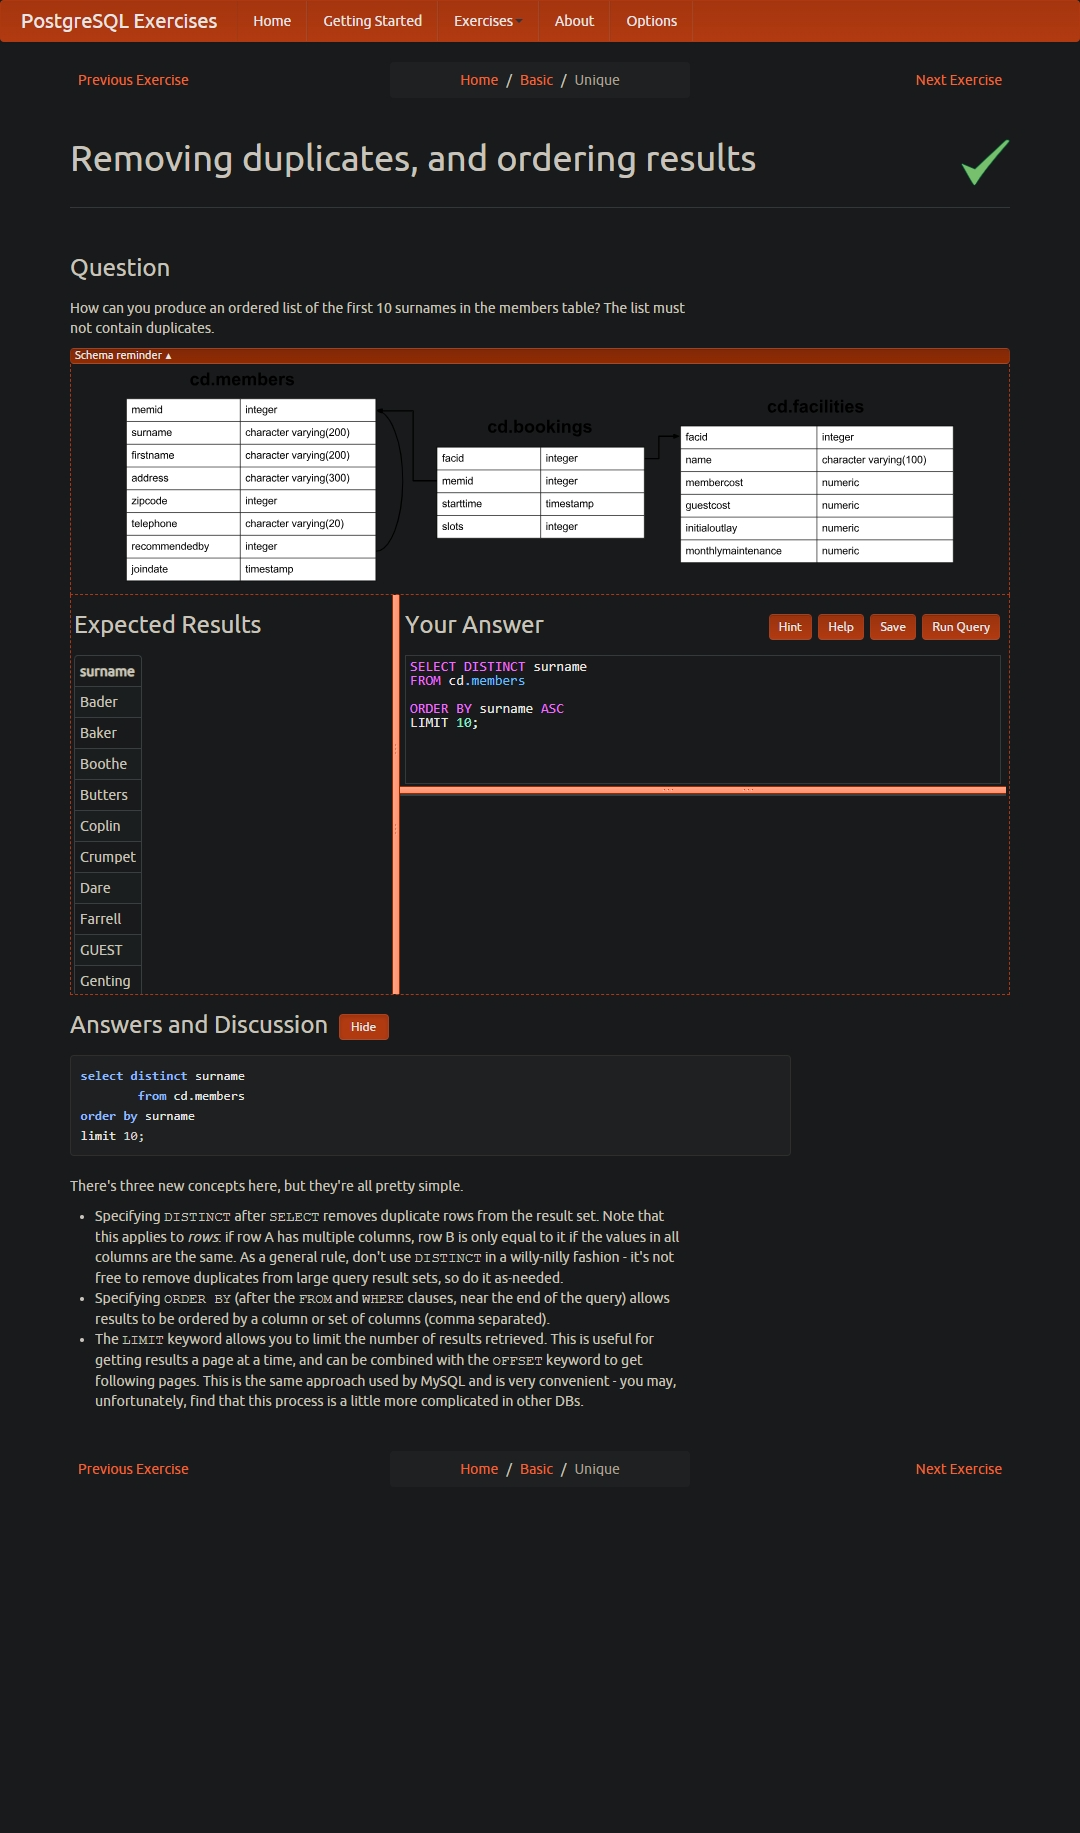 PostgreSQL Exercises Home Getting Started Exercises About Options
Previous Exercise Home / Basic / Unique Next Exercise
Removing duplicates, and ordering results
Question
How can you produce an ordered list of the first 10 surnames in the members table? The list must
not contain duplicates.
Schema reminder ▴
cd.members
memid integer
surname character varying(200)
firstname character varying(200)
address character varying(300)
zipcode integer
telephone character varying(20)
recommendedby integer
joindate timestamp
cd.bookings
facid integer
memid integer
starttime timestamp
slots integer
cd.facilities
facid integer
name character varying(100)
membercost numeric
guestcost numeric
initialoutlay numeric
monthlymaintenance numeric
Expected Results
surname
Bader
Baker
Boothe
Butters
Coplin
Crumpet
Dare
Farrell
GUEST
Genting
Your Answer Hint Help Save Run Query
SELECT DISTINCT surname
FROM cd.members
ORDER BY surname ASC
LIMIT 10;
Answers and Discussion Hide
select distinct surname
from cd.members
order by surname
limit 10;
There's three new concepts here, but they're all pretty simple.
• Specifying DISTINCT after SELECT removes duplicate rows from the result set. Note that
this applies to rows: if row A has multiple columns, row B is only equal to it if the values in all
columns are the same. As a general rule, don't use DISTINCT in a willy-nilly fashion - it's not
free to remove duplicates from large query result sets, so do it as-needed.
• Specifying ORDER BY (after the FROM and WHERE clauses, near the end of the query) allows
results to be ordered by a column or set of columns (comma separated).
• The LIMIT keyword allows you to limit the number of results retrieved. This is useful for
getting results a page at a time, and can be combined with the OFFSET keyword to get
following pages. This is the same approach used by MySQL and is very convenient - you may,
unfortunately, find that this process is a little more complicated in other DBs.
Previous Exercise Home / Basic / Unique Next Exercise